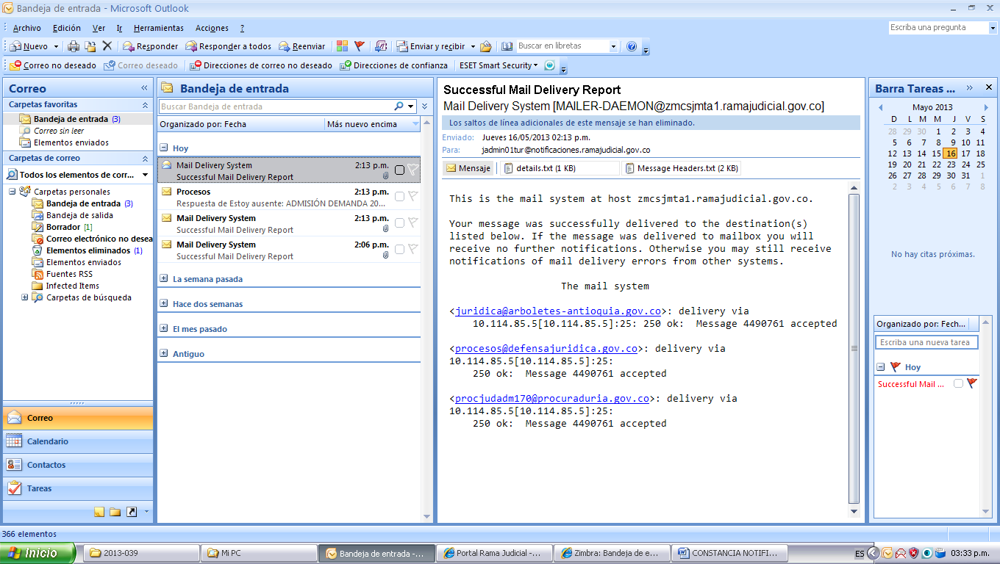 Bandeja de entrada - Microsoft Outlook
Archivo Edición Ver Ir Herramientas Acciones ?
Escriba una pregunta
Nuevo Responder Responder a todos Reenviar Enviar y recibir Buscar en libretas
Correo no deseado Correo deseado Direcciones de correo no deseado Direcciones de confianza ESET Smart Security
Correo
Carpetas favoritas
Bandeja de entrada (3)
Correo sin leer
Elementos enviados
Carpetas de correo
Todos los elementos de corr...
Carpetas personales
Bandeja de entrada (3)
Bandeja de salida
Borrador [1]
Correo electrónico no desea
Elementos eliminados (1)
Elementos enviados
Fuentes RSS
Infected Items
Carpetas de búsqueda
Correo
Calendario
Contactos
Tareas
Bandeja de entrada
Buscar Bandeja de entrada
Organizado por: Fecha Más nuevo encima
Hoy
Mail Delivery System 2:13 p.m.
Successful Mail Delivery Report
Procesos 2:13 p.m.
Respuesta de Estoy ausente: ADMISIÓN DEMANDA 20...
Mail Delivery System 2:13 p.m.
Successful Mail Delivery Report
Mail Delivery System 2:06 p.m.
Successful Mail Delivery Report
La semana pasada
Hace dos semanas
El mes pasado
Antiguo
Successful Mail Delivery Report
Mail Delivery System [MAILER-DAEMON@zmcsjmta1.ramajudicial.gov.co]
Los saltos de línea adicionales de este mensaje se han eliminado.
Enviado: Jueves 16/05/2013 02:13 p.m.
Para: jadmin01tur@notificaciones.ramajudicial.gov.co
Mensaje details.txt (1 KB) Message Headers.txt (2 KB)
This is the mail system at host zmcsjmta1.ramajudicial.gov.co.
Your message was successfully delivered to the destination(s)
listed below. If the message was delivered to mailbox you will
receive no further notifications. Otherwise you may still receive
notifications of mail delivery errors from other systems.
The mail system
<juridica@arboletes-antioquia.gov.co>: delivery via
10.114.85.5[10.114.85.5]:25: 250 ok:  Message 4490761 accepted
<procesos@defensajuridica.gov.co>: delivery via
10.114.85.5[10.114.85.5]:25:
250 ok:  Message 4490761 accepted
<procjudadm170@procuraduria.gov.co>: delivery via
10.114.85.5[10.114.85.5]:25:
250 ok:  Message 4490761 accepted
Barra Tareas ...
Mayo 2013
D L M M J V S
28 29 30 1 2 3 4
5 6 7 8 9 10 11
12 13 14 15 16 17 18
19 20 21 22 23 24 25
26 27 28 29 30 31 1
2 3 4 5 6 7 8
No hay citas próximas.
Organizado por: Fech...
Escriba una nueva tarea
Hoy
Successful Mail ...
366 elementos
Inicio 2013-039 Mi PC Bandeja de entrada -... Portal Rama Judicial -... Zimbra: Bandeja de e... CONSTANCIA NOTIFI... ES 03:33 p.m.